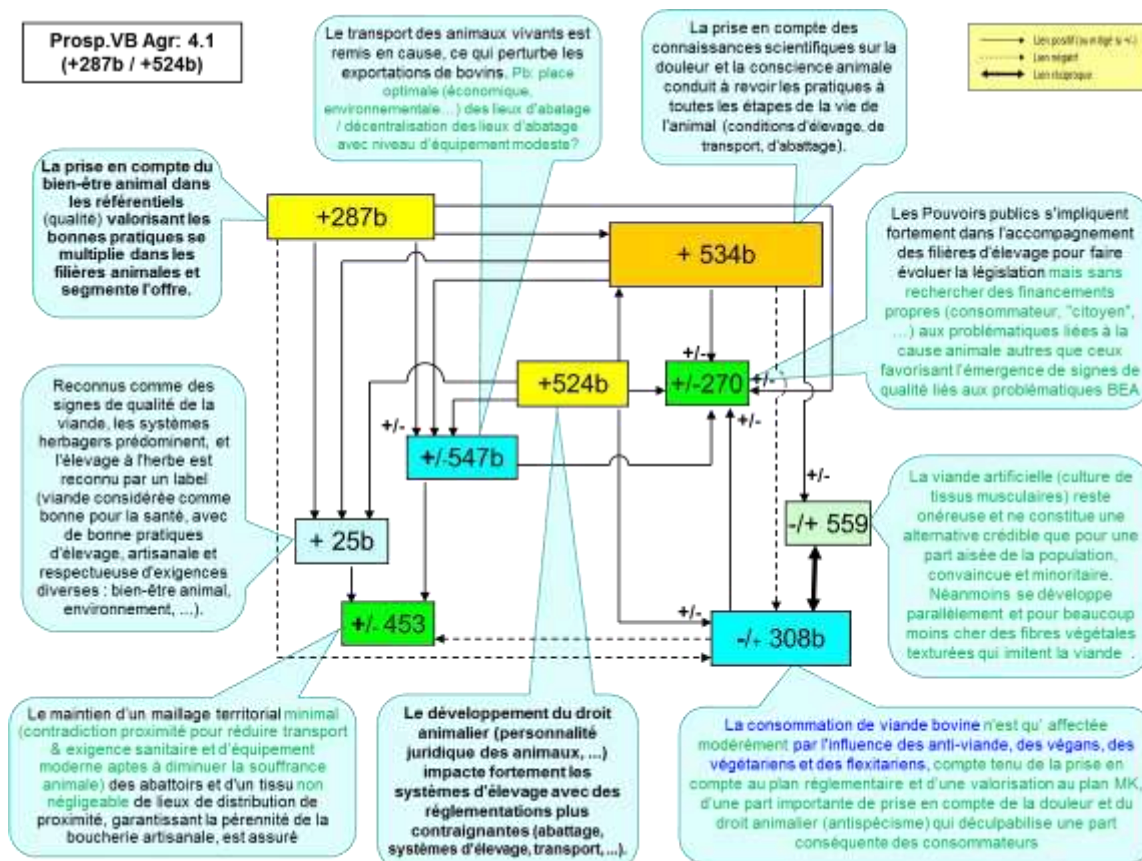 Prosp.VB Agr: 4.1
(+287b / +524b)
Le transport des animaux vivants est
remis en cause, ce qui perturbe les
exportations de bovins. Pb: place
optimale (économique,
environnementale…) des lieux d'abatage
/ décentralisation des lieux d'abatage
avec niveau d'équipement modeste?
La prise en compte des
connaissances scientifiques sur la
douleur et la conscience animale
conduit à revoir les pratiques à
toutes les étapes de la vie de
l'animal (conditions d'élevage, de
transport, d'abattage).
Lien positif (ou mitigé si +/-)
Lien négatif
Lien réciproque
La prise en compte du
bien-être animal dans
les référentiels
(qualité) valorisant les
bonnes pratiques se
multiplie dans les
filières animales et
segmente l'offre.
+287b
+ 534b
Les Pouvoirs publics s'impliquent
fortement dans l'accompagnement
des filières d'élevage pour faire
évoluer la législation mais sans
rechercher des financements
propres (consommateur, "citoyen",
…) aux problématiques liées à la
cause animale autres que ceux
favorisant l'émergence de signes de
qualité liés aux problématiques BEA
+/-
+524b
+/-270
+/-
+/-
+/-
+/-547b
Reconnus comme des
signes de qualité de la
viande, les systèmes
herbagers prédominent, et
l'élevage à l'herbe est
reconnu par un label
(viande considérée comme
bonne pour la santé, avec
de bonne pratiques
d'élevage, artisanale et
respectueuse d'exigences
diverses : bien-être animal,
environnement, ...).
+/-
+ 25b
-/+ 559
La viande artificielle (culture de
tissus musculaires) reste
onéreuse et ne constitue une
alternative crédible que pour une
part aisée de la population,
convaincue et minoritaire.
Néanmoins se développe
parallèlement et pour beaucoup
moins cher des fibres végétales
texturées qui imitent la viande .
+/- 453
+/-
-/+ 308b
Le maintien d'un maillage territorial minimal
(contradiction proximité pour réduire transport
& exigence sanitaire et d'équipement
moderne aptes à diminuer la souffrance
animale) des abattoirs et d'un tissu non
négligeable de lieux de distribution de
proximité, garantissant la pérennité de la
boucherie artisanale, est assuré
Le développement du droit
animalier (personnalité
juridique des animaux, ...)
impacte fortement les
systèmes d'élevage avec des
réglementations plus
contraignantes (abattage,
systèmes d'élevage, transport, ...).
La consommation de viande bovine n'est qu' affectée
modérément par l'influence des anti-viande, des végans, des
végétariens et des flexitariens, compte tenu de la prise en
compte au plan réglementaire et d'une valorisation au plan MK,
d'une part importante de prise en compte de la douleur et du
droit animalier (antispécisme) qui déculpabilise une part
conséquente des consommateurs